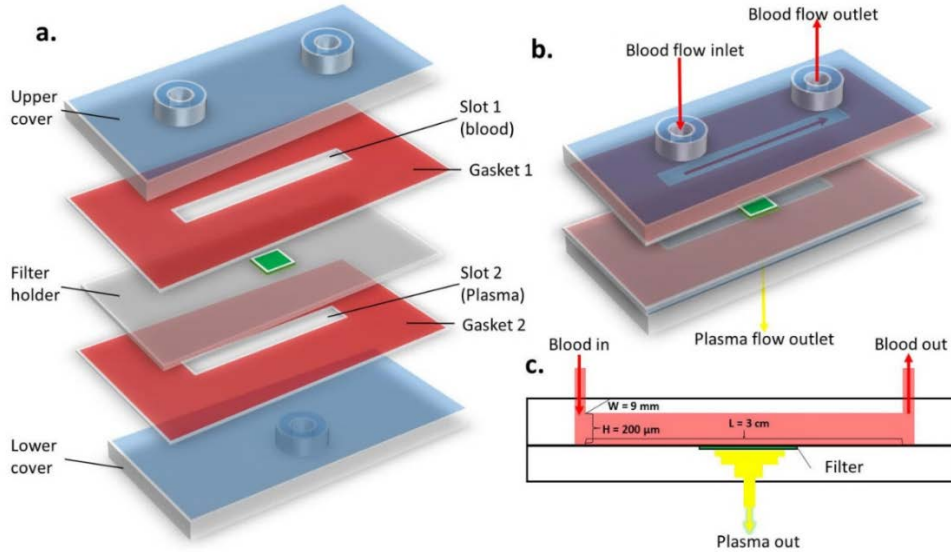 a.
Upper
cover
Slot 1
(blood)
Gasket 1
Filter
holder
Slot 2
(Plasma)
Gasket 2
Lower
cover
b.
Blood flow outlet
Blood flow inlet
Plasma flow outlet
c.
Blood in
Blood out
W = 9 mm
H = 200 µm
L = 3 cm
Filter
Plasma out